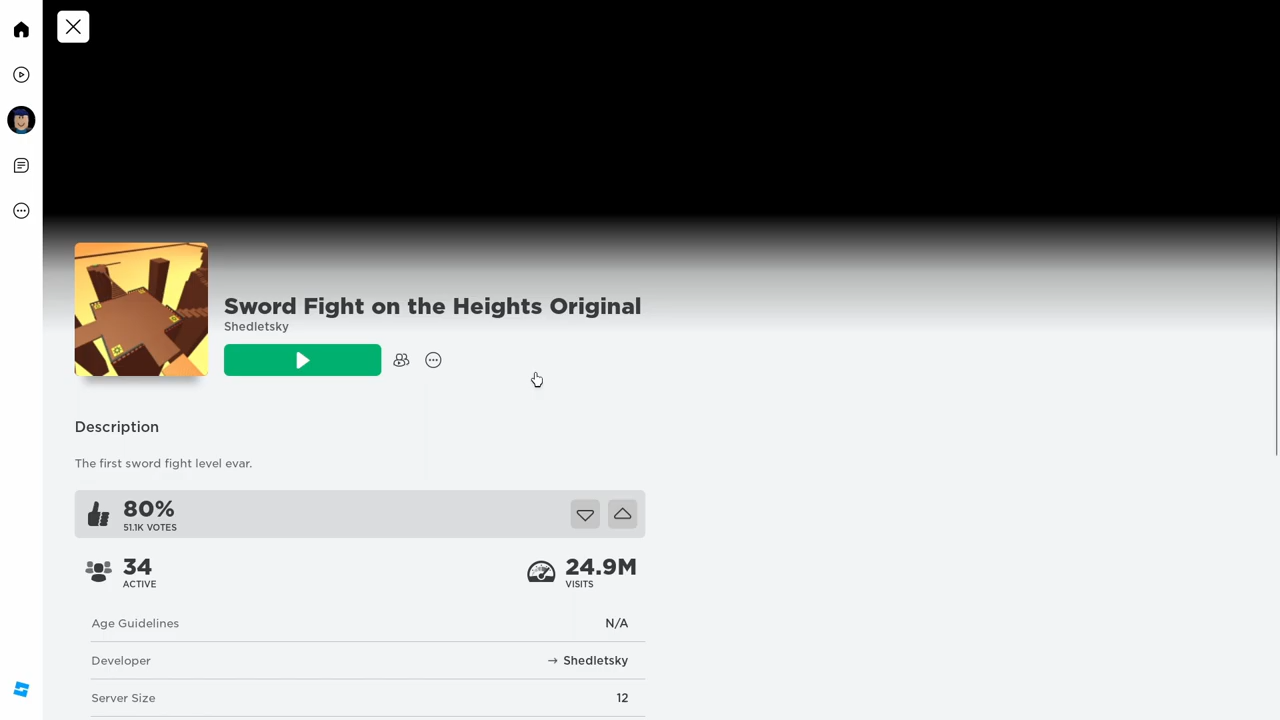 Sword Fight on the Heights Original
Shedletsky
Description
The first sword fight level evar.
80%
51.1K VOTES
34
ACTIVE
24.9M
VISITS
Age Guidelines N/A
Developer → Shedletsky
Server Size 12